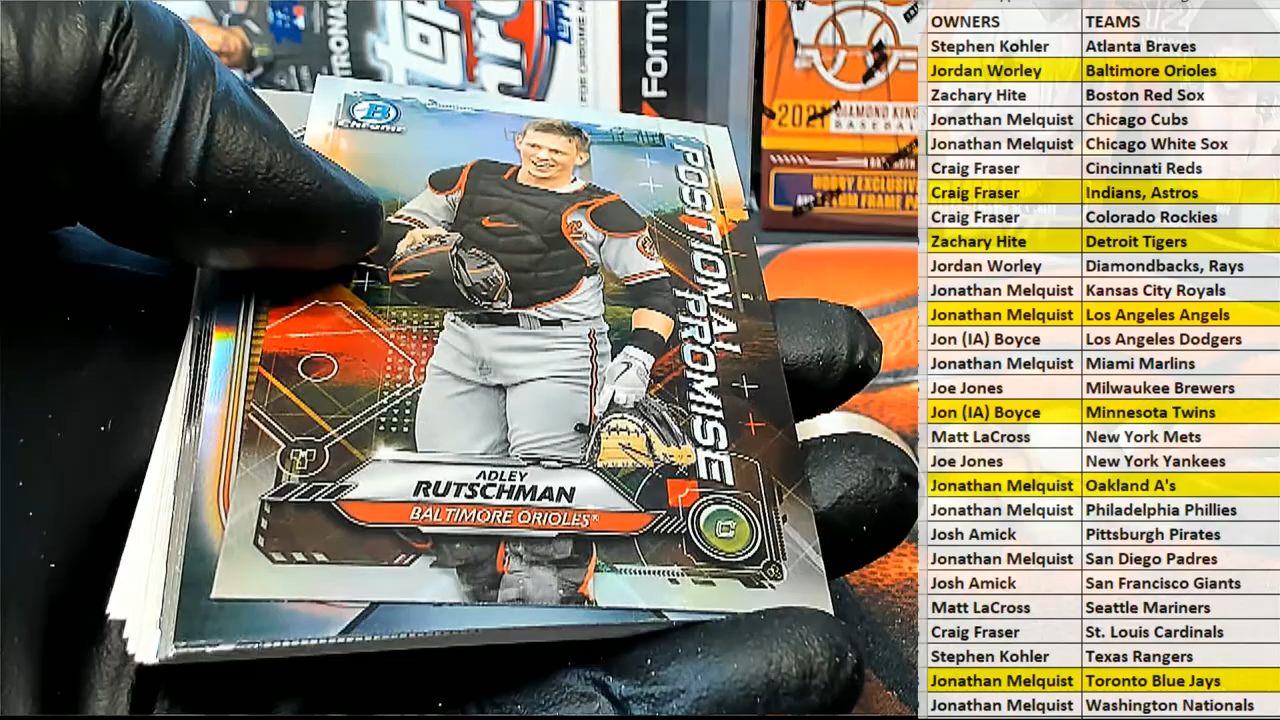 TRONA
Formu
B
Chrome
POSITIONAL
PROMISE
ADLEY
RUTSCHMAN
BALTIMORE ORIOLES
C
2021 DIAMOND KING
BASEBA
HOBBY EXCLUSIV
OWNERS TEAMS
Stephen Kohler Atlanta Braves
Jordan Worley Baltimore Orioles
Zachary Hite Boston Red Sox
Jonathan Melquist Chicago Cubs
Jonathan Melquist Chicago White Sox
Craig Fraser Cincinnati Reds
Craig Fraser Indians, Astros
Craig Fraser Colorado Rockies
Zachary Hite Detroit Tigers
Jordan Worley Diamondbacks, Rays
Jonathan Melquist Kansas City Royals
Jonathan Melquist Los Angeles Angels
Jon (IA) Boyce Los Angeles Dodgers
Jonathan Melquist Miami Marlins
Joe Jones Milwaukee Brewers
Jon (IA) Boyce Minnesota Twins
Matt LaCross New York Mets
Joe Jones New York Yankees
Jonathan Melquist Oakland A's
Jonathan Melquist Philadelphia Phillies
Josh Amick Pittsburgh Pirates
Jonathan Melquist San Diego Padres
Josh Amick San Francisco Giants
Matt LaCross Seattle Mariners
Craig Fraser St. Louis Cardinals
Stephen Kohler Texas Rangers
Jonathan Melquist Toronto Blue Jays
Jonathan Melquist Washington Nationals